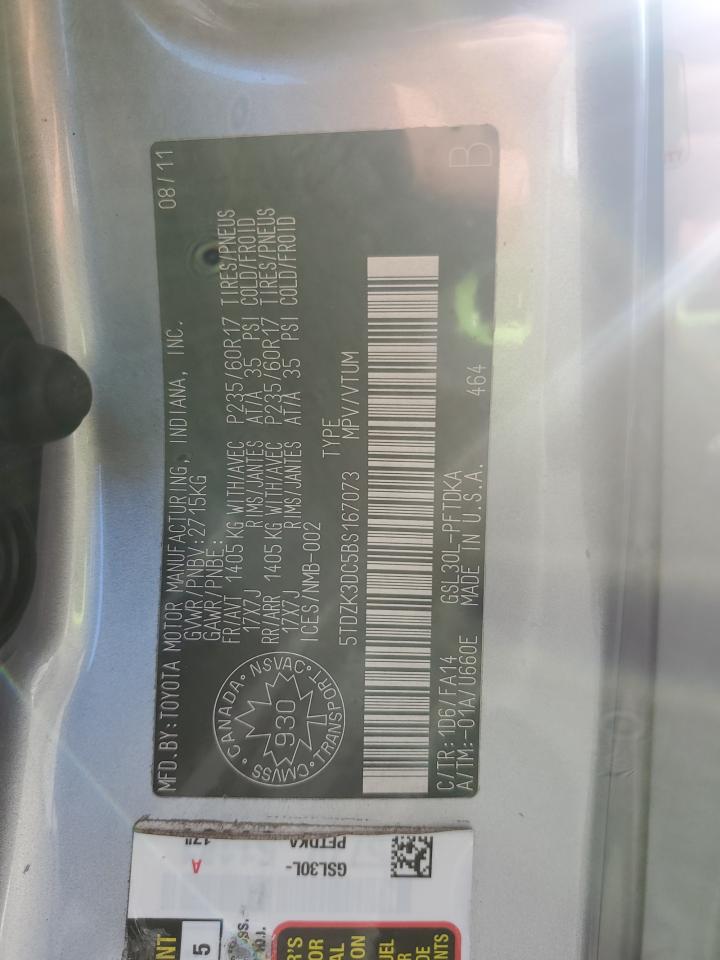 MFD.BY:TOYOTA MOTOR MANUFACTURING, INDIANA, INC. 08/11
GVWR/PNBV:2715KG
GAWR/PNBE:
FR/AVT 1405 KG WITH/AVEC P235/60R17 TIRES/PNEUS
17X7J RIMS/JANTES AT/A 35 PSI COLD/FROID
RR/ARR 1405 KG WITH/AVEC P235/60R17 TIRES/PNEUS
17X7J RIMS/JANTES AT/A 35 PSI COLD/FROID
ICES/NMB-002
CANADA • NSVAC • TRANSPORT • CMVSS
930
TYPE
5TDZK3DC5BS167073 MPV/VTUM
C/TR:1D6/FA14 GSL30L-PFTDKA
A/TM:-01A/U660E MADE IN U.S.A. 464
B
GSL30L-
PFTDKA
17"
A
5